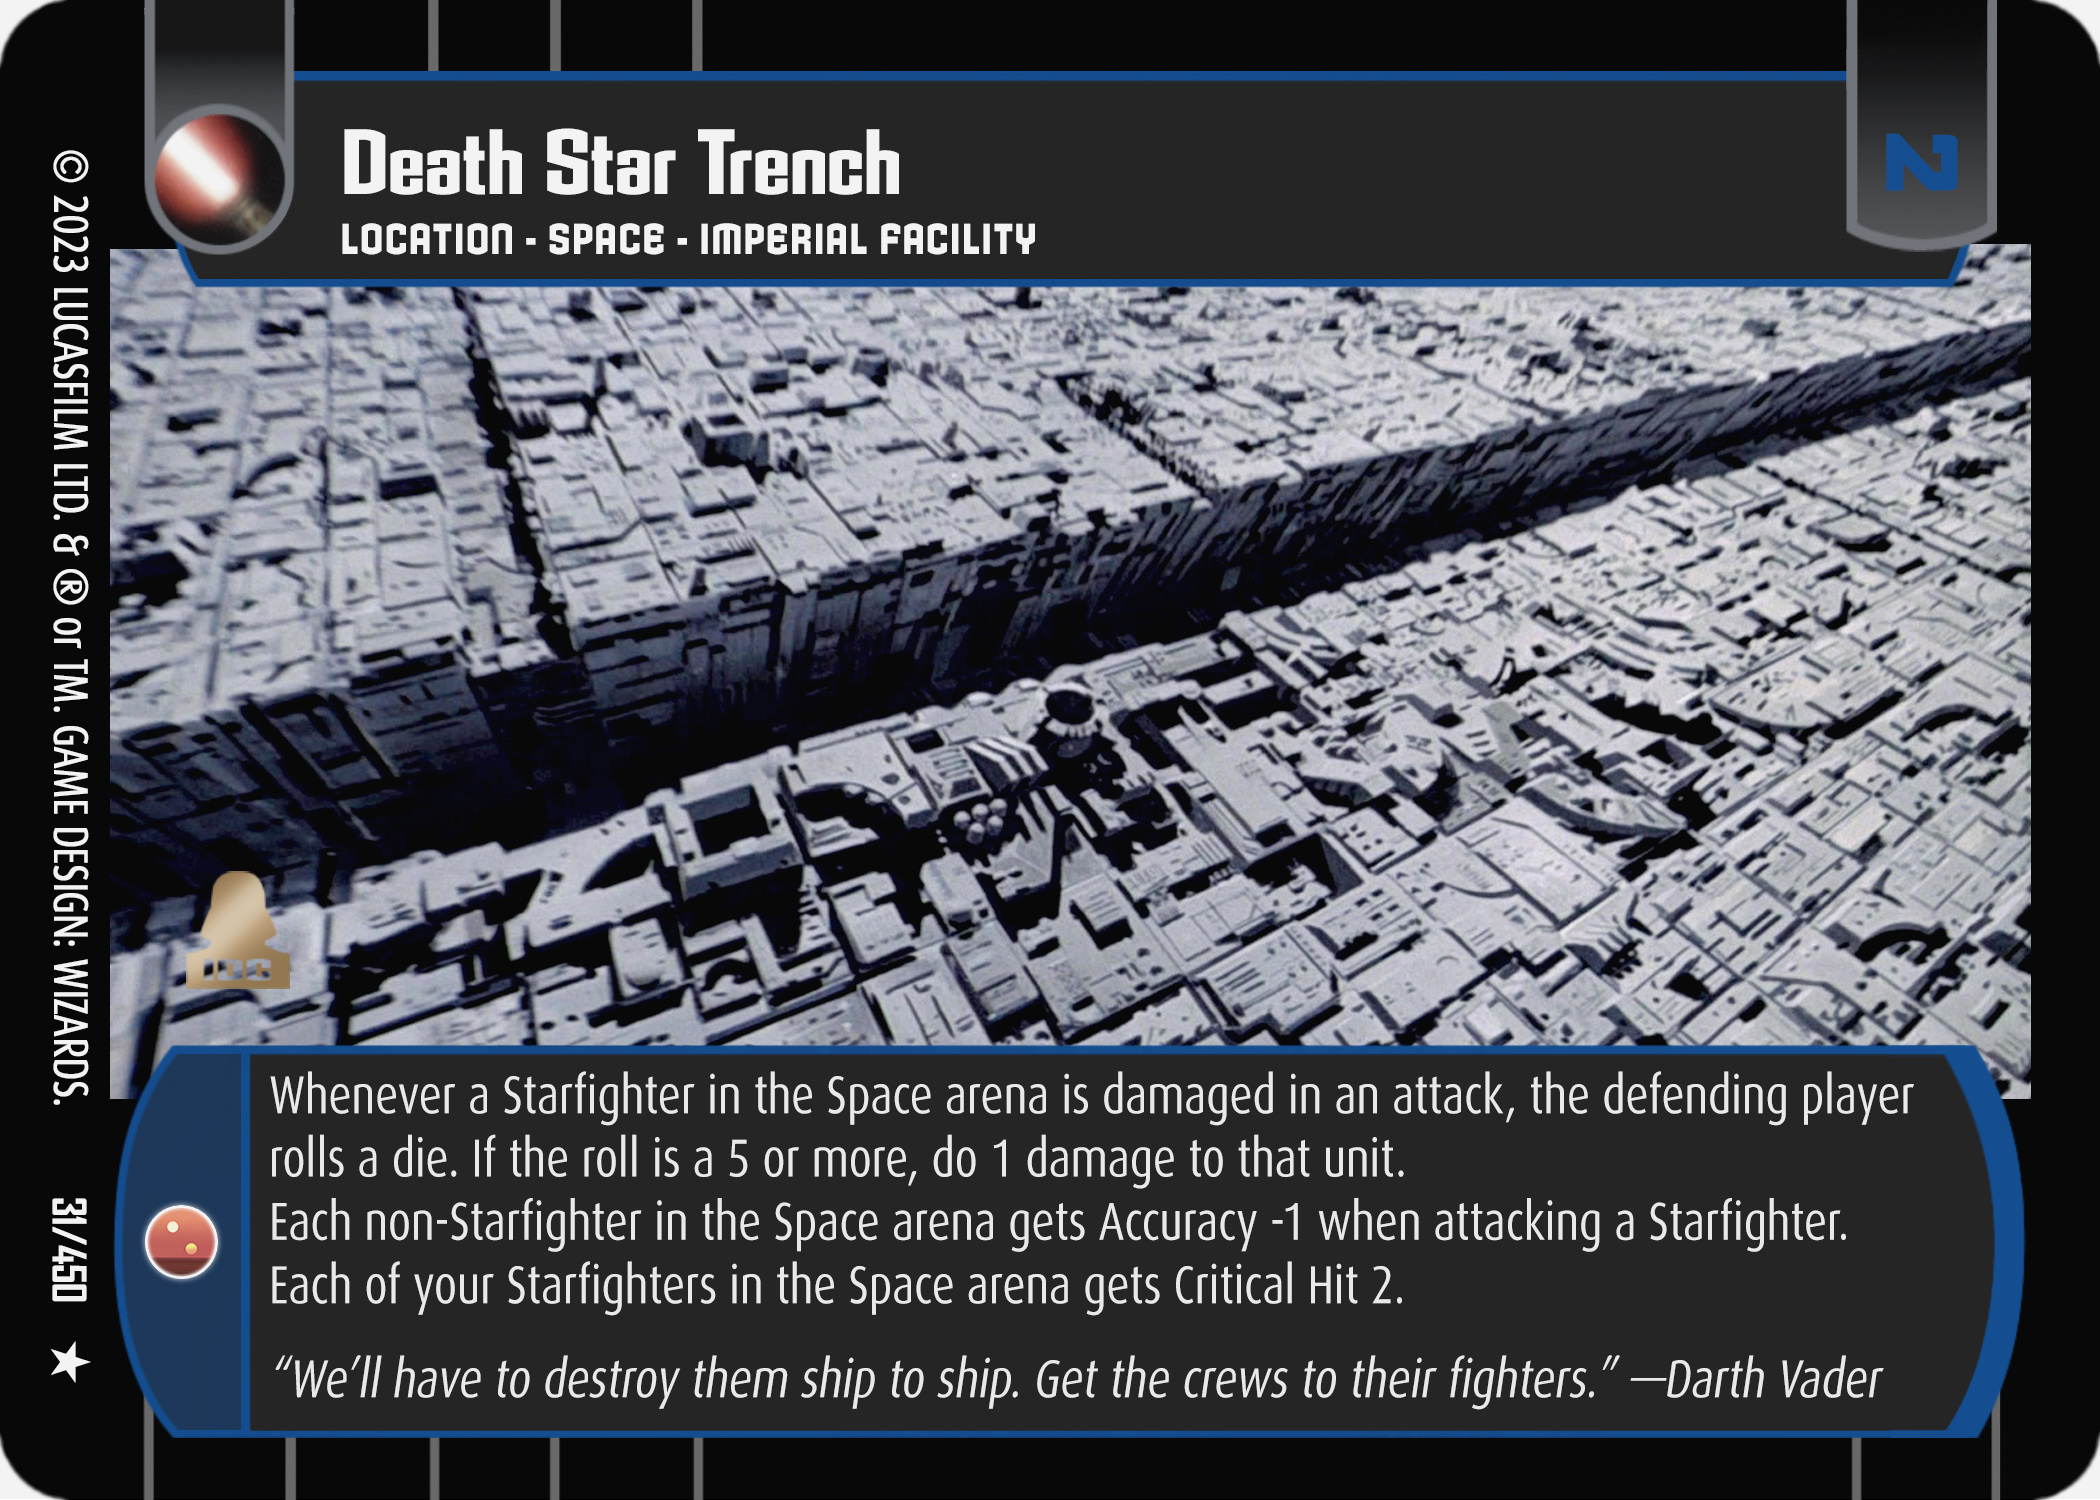 Death Star Trench
LOCATION - SPACE - IMPERIAL FACILITY
2
IDC
Whenever a Starfighter in the Space arena is damaged in an attack, the defending player
rolls a die. If the roll is a 5 or more, do 1 damage to that unit.
Each non-Starfighter in the Space arena gets Accuracy -1 when attacking a Starfighter.
Each of your Starfighters in the Space arena gets Critical Hit 2.
“We’ll have to destroy them ship to ship. Get the crews to their fighters.” —Darth Vader
© 2023 LUCASFILM LTD. & ® or TM. GAME DESIGN: WIZARDS.
31/450